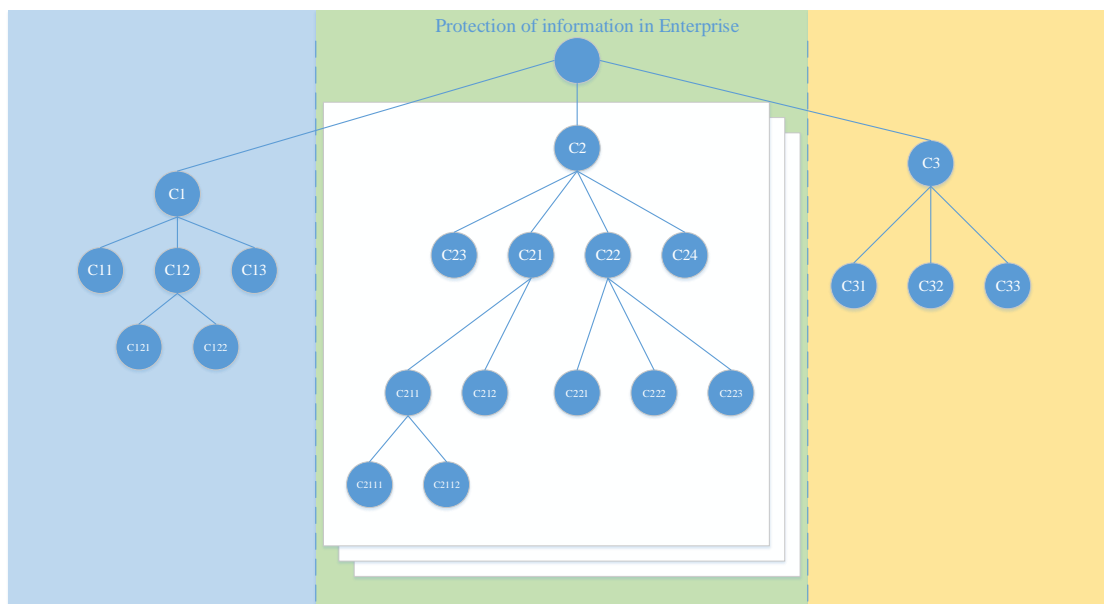 Protection of information in Enterprise
C2
C3
C1
C23 C21 C22 C24
C11 C12 C13
C31 C32 C33
C121 C122
C211 C212 C221 C222 C223
C2111 C2112